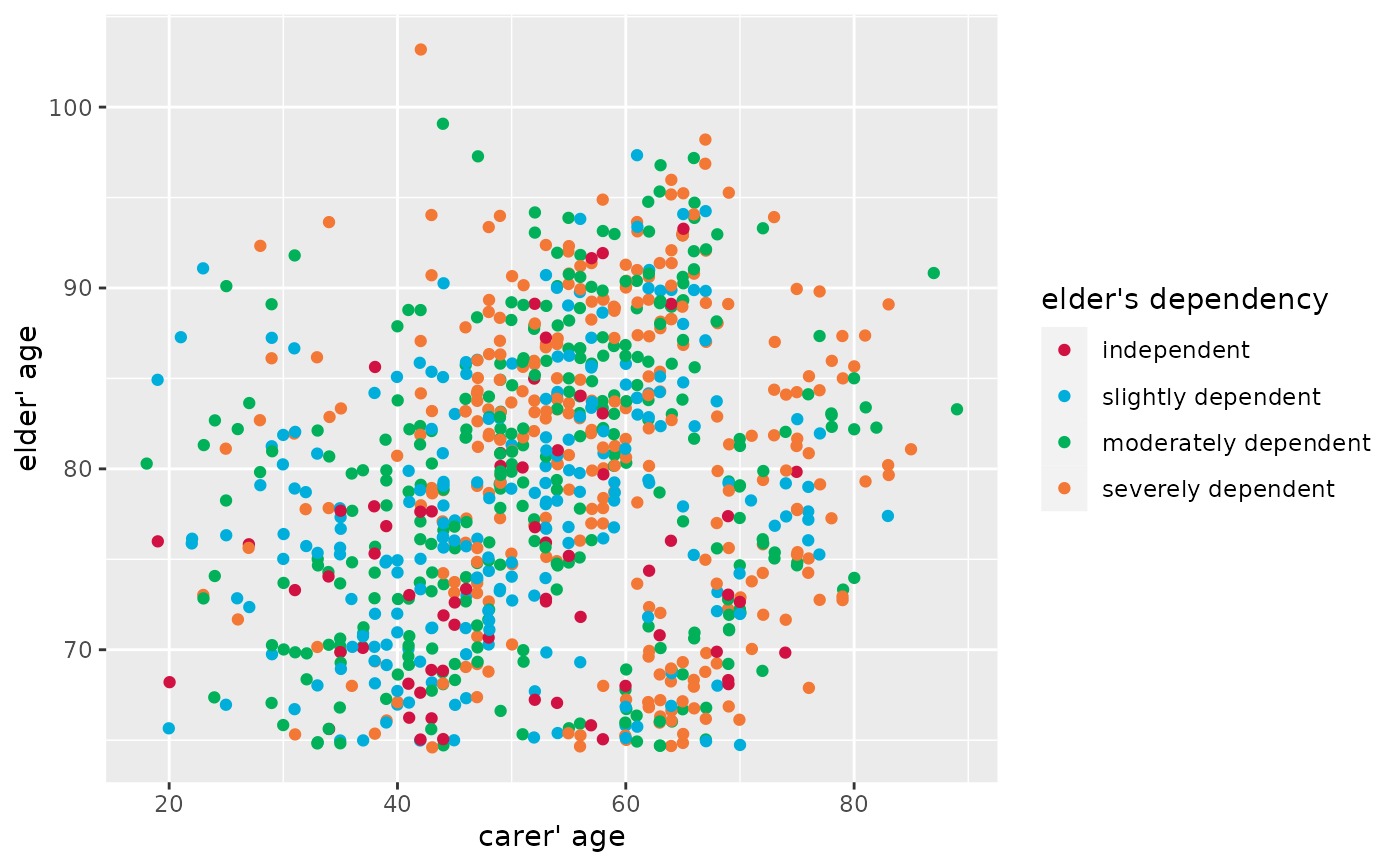 100
90
80
70
20
40
60
80
elder' age
carer' age
elder's dependency
independent
slightly dependent
moderately dependent
severely dependent